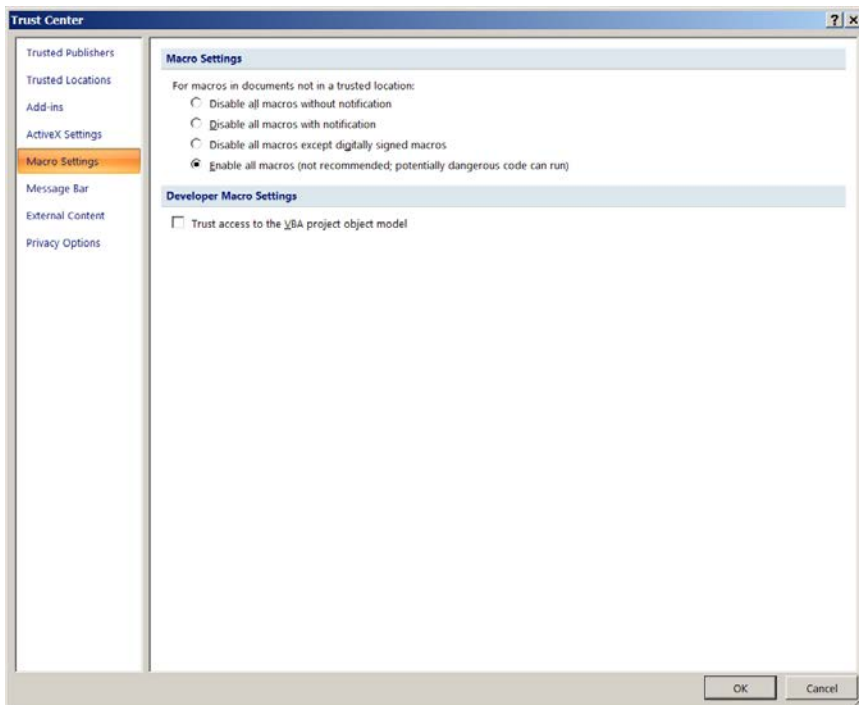 Trust Center
Trusted Publishers
Trusted Locations
Add-ins
ActiveX Settings
Macro Settings
Message Bar
External Content
Privacy Options
Macro Settings
For macros in documents not in a trusted location:
Disable all macros without notification
Disable all macros with notification
Disable all macros except digitally signed macros
Enable all macros (not recommended; potentially dangerous code can run)
Developer Macro Settings
Trust access to the VBA project object model
OK
Cancel